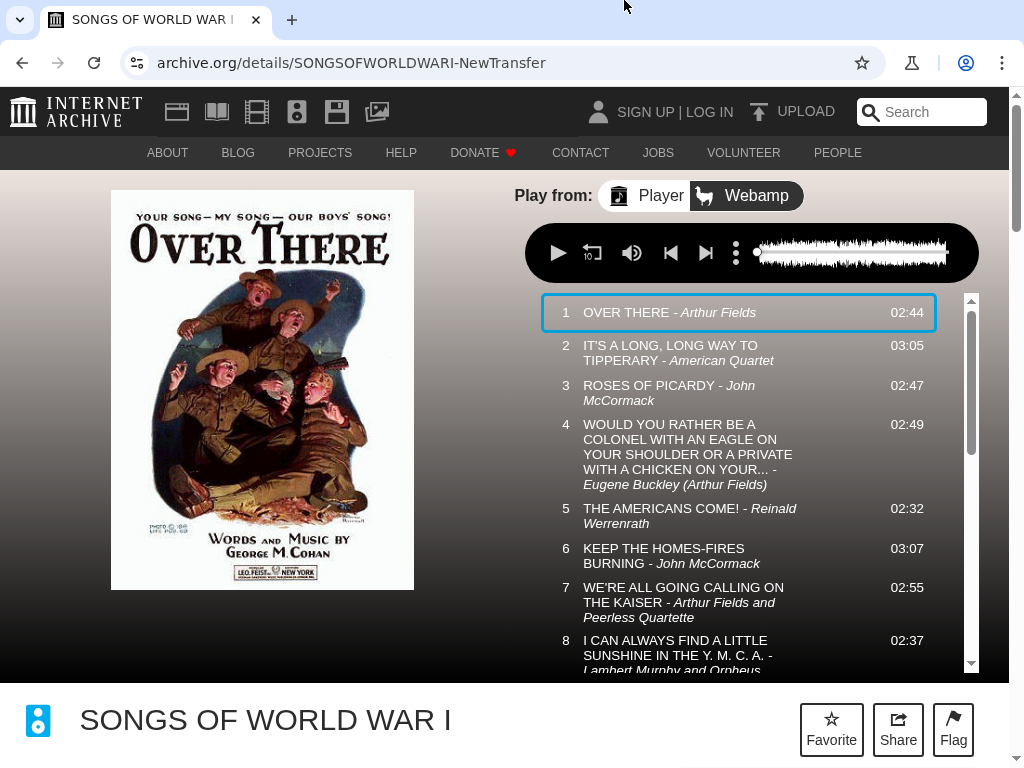 SONGS OF WORLD WAR I
archive.org/details/SONGSOFWORLDWARI-NewTransfer
INTERNET
ARCHIVE
SIGN UP | LOG IN
UPLOAD
Search
ABOUT
BLOG
PROJECTS
HELP
DONATE
CONTACT
JOBS
VOLUNTEER
PEOPLE
YOUR SONG—MY SONG—OUR BOYS' SONG!
OVER THERE
WORDS AND MUSIC BY
GEORGE M. COHAN
LEO. FEIST NEW YORK
Play from:
Player
Webamp
10
1 OVER THERE - Arthur Fields 02:44
2 IT'S A LONG, LONG WAY TO 03:05
TIPPERARY - American Quartet
3 ROSES OF PICARDY - John 02:47
McCormack
4 WOULD YOU RATHER BE A 02:49
COLONEL WITH AN EAGLE ON
YOUR SHOULDER OR A PRIVATE
WITH A CHICKEN ON YOUR... -
Eugene Buckley (Arthur Fields)
5 THE AMERICANS COME! - Reinald 02:32
Werrenrath
6 KEEP THE HOMES-FIRES 03:07
BURNING - John McCormack
7 WE'RE ALL GOING CALLING ON 02:55
THE KAISER - Arthur Fields and
Peerless Quartette
8 I CAN ALWAYS FIND A LITTLE 02:37
SUNSHINE IN THE Y. M. C. A. -
Lambert Murphy and Orpheus
SONGS OF WORLD WAR I
Favorite
Share
Flag